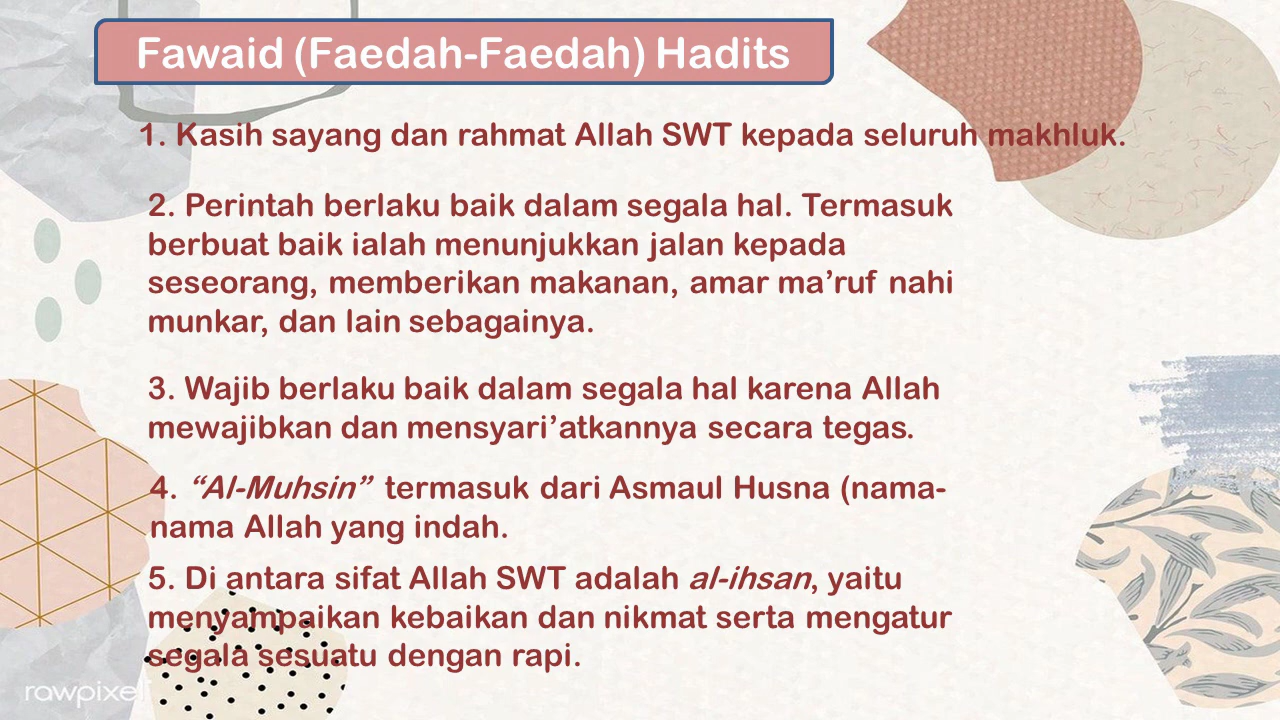 Fawaid (Faedah-Faedah) Hadits
1. Kasih sayang dan rahmat Allah SWT kepada seluruh makhluk.
2. Perintah berlaku baik dalam segala hal. Termasuk
berbuat baik ialah menunjukkan jalan kepada
seseorang, memberikan makanan, amar ma’ruf nahi
munkar, dan lain sebagainya.
3. Wajib berlaku baik dalam segala hal karena Allah
mewajibkan dan mensyari’atkannya secara tegas.
4. “Al-Muhsin” termasuk dari Asmaul Husna (nama-
nama Allah yang indah.
5. Di antara sifat Allah SWT adalah al-ihsan, yaitu
menyampaikan kebaikan dan nikmat serta mengatur
segala sesuatu dengan rapi.
rawpixel